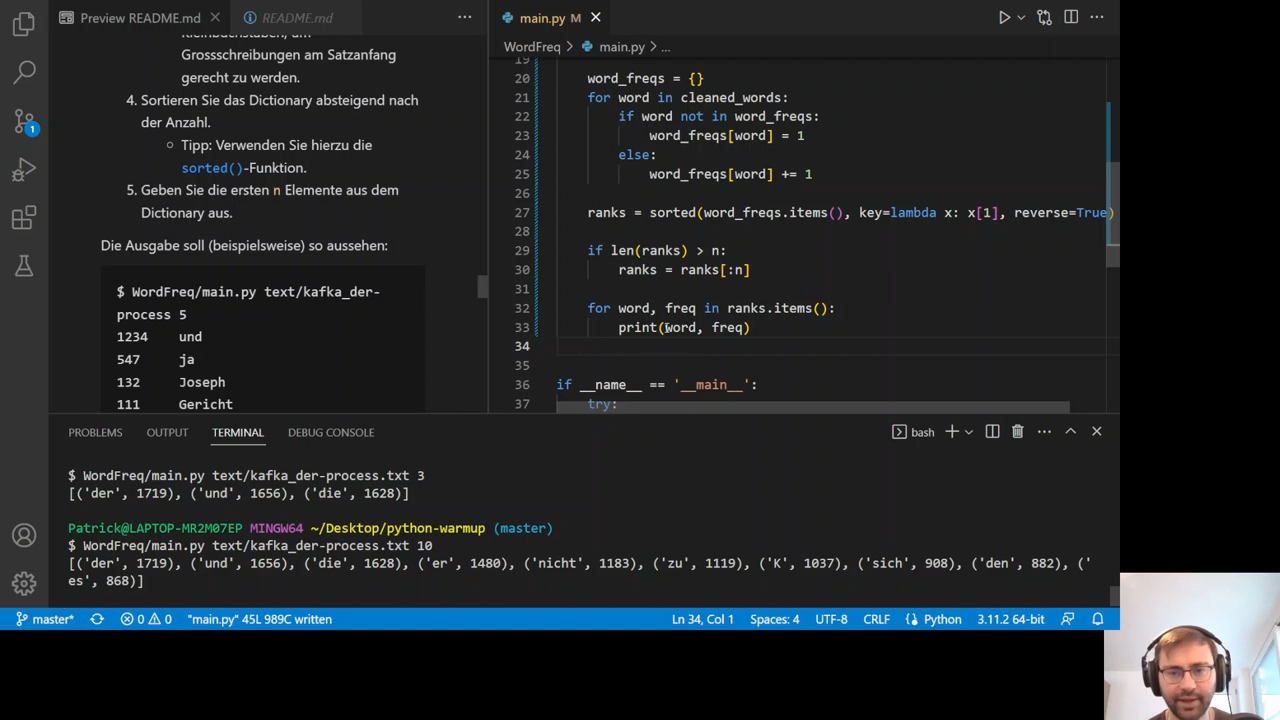 Preview README.md
README.md
main.py M
WordFreq > main.py > ...
Kleinbuchstaben, um
Grossschreibungen am Satzanfang
gerecht zu werden.
4. Sortieren Sie das Dictionary absteigend nach
der Anzahl.
Tipp: Verwenden Sie hierzu die
sorted()-Funktion.
5. Geben Sie die ersten n Elemente aus dem
Dictionary aus.
Die Ausgabe soll (beispielsweise) so aussehen:
$ WordFreq/main.py text/kafka_der-
process 5
1234 und
547 ja
132 Joseph
111 Gericht
19
20 word_freqs = {}
21 for word in cleaned_words:
22 if word not in word_freqs:
23 word_freqs[word] = 1
24 else:
25 word_freqs[word] += 1
26
27 ranks = sorted(word_freqs.items(), key=lambda x: x[1], reverse=True)
28
29 if len(ranks) > n:
30 ranks = ranks[:n]
31
32 for word, freq in ranks.items():
33 print(word, freq)
34
35
36 if __name__ == '__main__':
37 try:
1
PROBLEMS OUTPUT TERMINAL DEBUG CONSOLE
bash
$ WordFreq/main.py text/kafka_der-process.txt 3
[('der', 1719), ('und', 1656), ('die', 1628)]
Patrick@LAPTOP-MR2M07EP MINGW64 ~/Desktop/python-warmup (master)
$ WordFreq/main.py text/kafka_der-process.txt 10
[('der', 1719), ('und', 1656), ('die', 1628), ('er', 1480), ('nicht', 1183), ('zu', 1119), ('K', 1037), ('sich', 908), ('den', 882), ('
es', 868)]
master* 0 0 "main.py" 45L 989C written Ln 34, Col 1 Spaces: 4 UTF-8 CRLF Python 3.11.2 64-bit